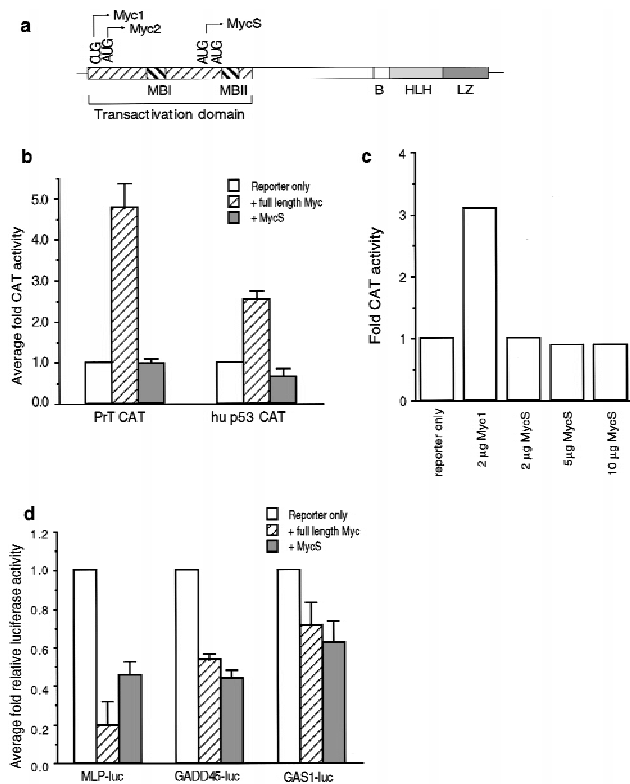 a
Myc1
Myc2
MycS
CUG
AUG
AUG
AUG
MBI
MBII
B
HLH
LZ
Transactivation domain
b
Average fold CAT activity
5.0
4.0
3.0
2.0
1.0
0.0
Reporter only
+ full length Myc
+ MycS
PrT CAT
hu p53 CAT
c
Fold CAT activity
4
3
2
1
0
reporter only
2 µg Myc1
2 µg MycS
5µg MycS
10 µg MycS
d
Average fold relative luciferase activity
1.2
1.0
0.8
0.6
0.4
0.2
0.0
Reporter only
+ full length Myc
+ MycS
MLP-luc
GADD45-luc
GAS1-luc